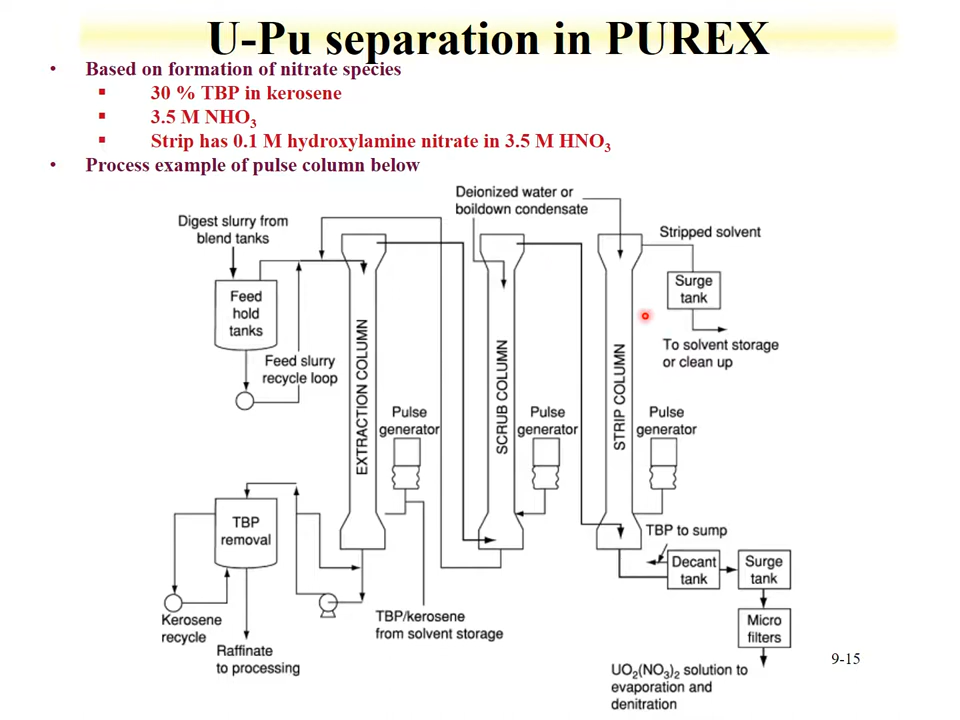 U-Pu separation in PUREX
• Based on formation of nitrate species
▪ 30 % TBP in kerosene
▪ 3.5 M NHO3
▪ Strip has 0.1 M hydroxylamine nitrate in 3.5 M HNO3
• Process example of pulse column below
Deionized water or
boildown condensate
Digest slurry from
blend tanks
Stripped solvent
Feed
hold
tanks
Surge
tank
To solvent storage
or clean up
Feed slurry
recycle loop
EXTRACTION COLUMN
SCRUB COLUMN
STRIP COLUMN
Pulse
generator
Pulse
generator
Pulse
generator
TBP
removal
TBP to sump
Decant
tank
Surge
tank
Kerosene
recycle
TBP/kerosene
from solvent storage
Micro
filters
Raffinate
to processing
UO2(NO3)2 solution to
evaporation and
denitration
9-15